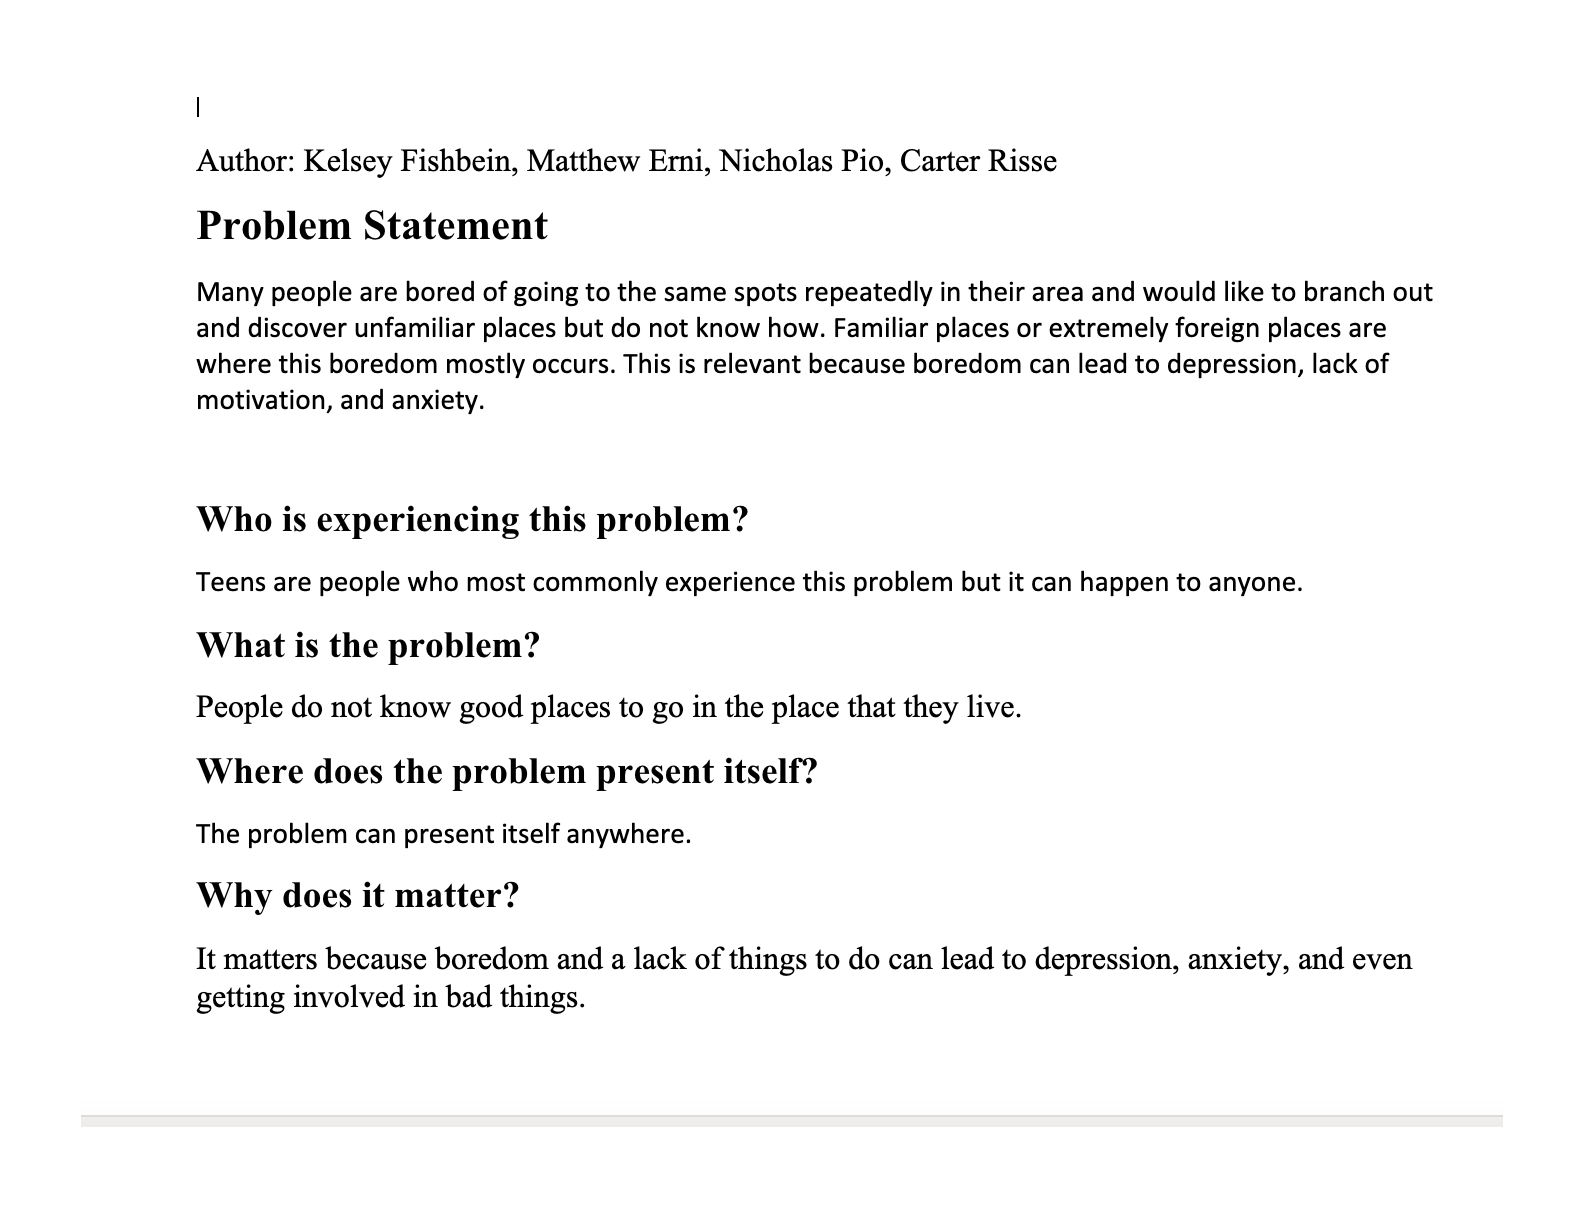 Author: Kelsey Fishbein, Matthew Erni, Nicholas Pio, Carter Risse
Problem Statement
Many people are bored of going to the same spots repeatedly in their area and would like to branch out
and discover unfamiliar places but do not know how. Familiar places or extremely foreign places are
where this boredom mostly occurs. This is relevant because boredom can lead to depression, lack of
motivation, and anxiety.
Who is experiencing this problem?
Teens are people who most commonly experience this problem but it can happen to anyone.
What is the problem?
People do not know good places to go in the place that they live.
Where does the problem present itself?
The problem can present itself anywhere.
Why does it matter?
It matters because boredom and a lack of things to do can lead to depression, anxiety, and even
getting involved in bad things.